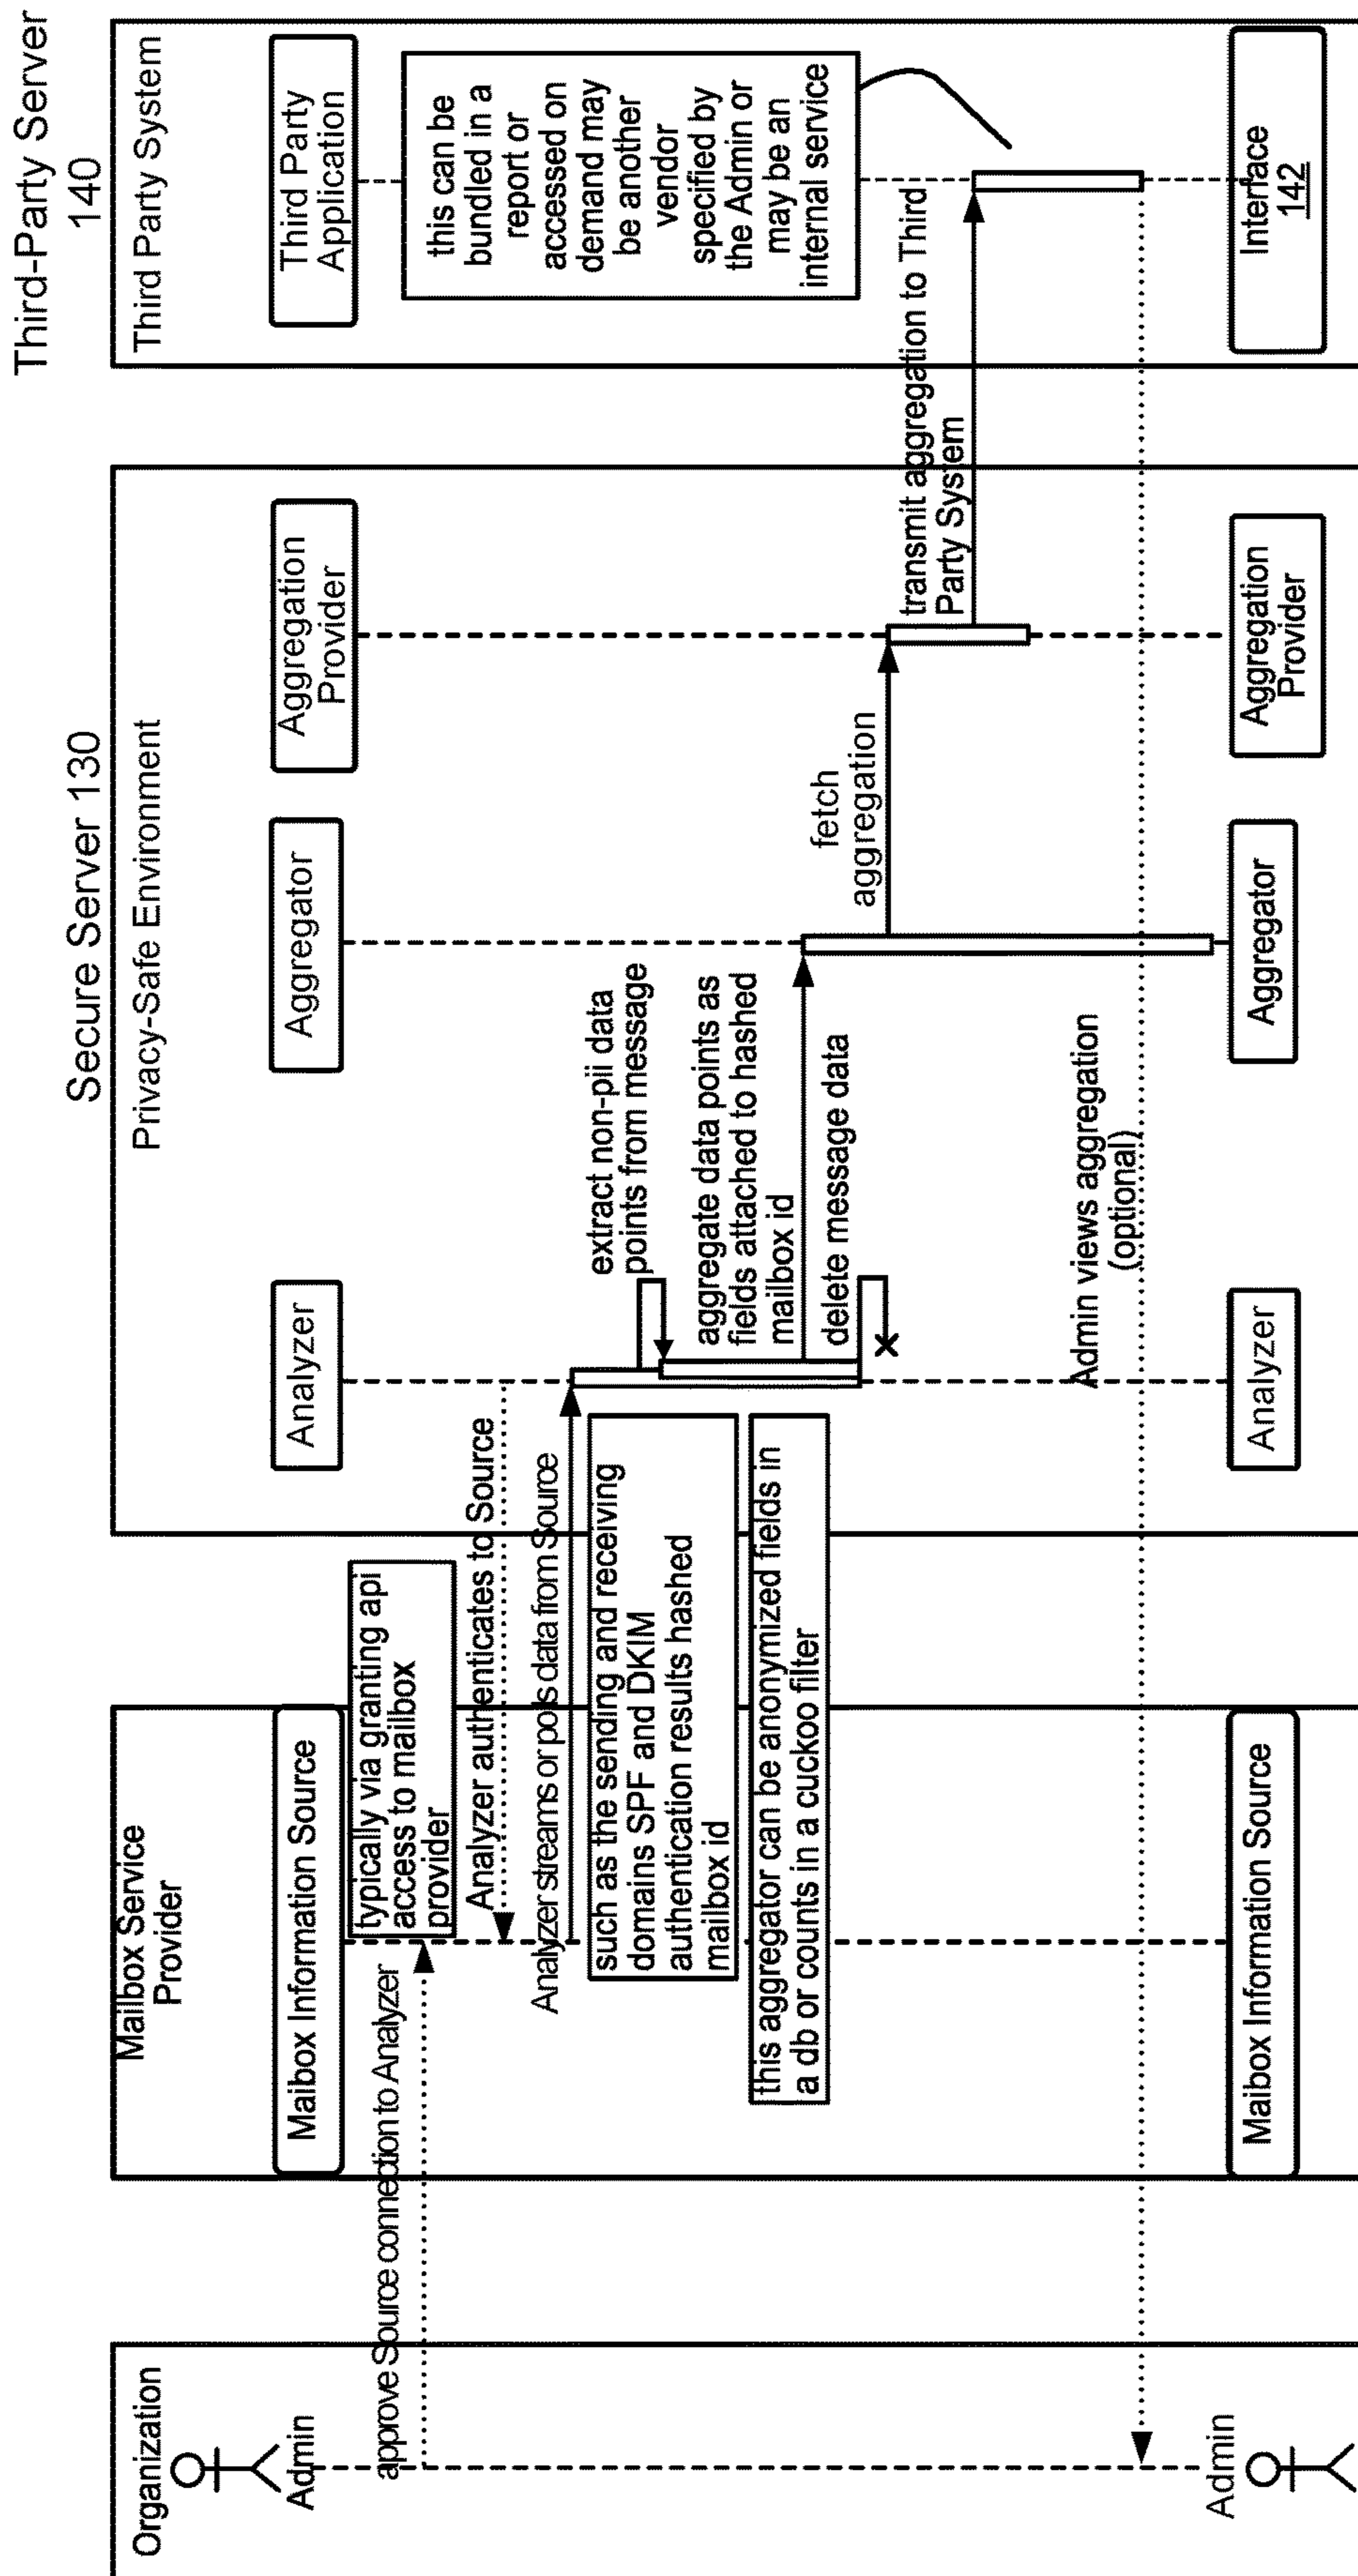 Organization
Admin
Mailbox Service
Provider
Mailbox Information Source
Secure Server 130
Privacy-Safe Environment
Analyzer
Aggregator
Aggregation
Provider
Third-Party Server
140
Third Party System
Third Party
Application
approve Source connection to Analyzer
typically via granting api
access to mailbox
provider
Analyzer authenticates to Source
Analyzer streams or polls data from Source
such as the sending and receiving
domains SPF and DKIM
authentication results hashed
mailbox id
extract non-pii data
points from message
this aggregator can be anonymized fields in
a db or counts in a cuckoo filter
aggregate data points as
fields attached to hashed
mailbox id
delete message data
fetch
aggregation
transmit aggregation to Third
Party System
this can be
bundled in a
report or
accessed on
demand may
be another
vendor
specified by
the Admin or
may be an
internal service
Admin views aggregation
(optional)
Admin
Mailbox Information Source
Analyzer
Aggregator
Aggregation
Provider
Interface
142